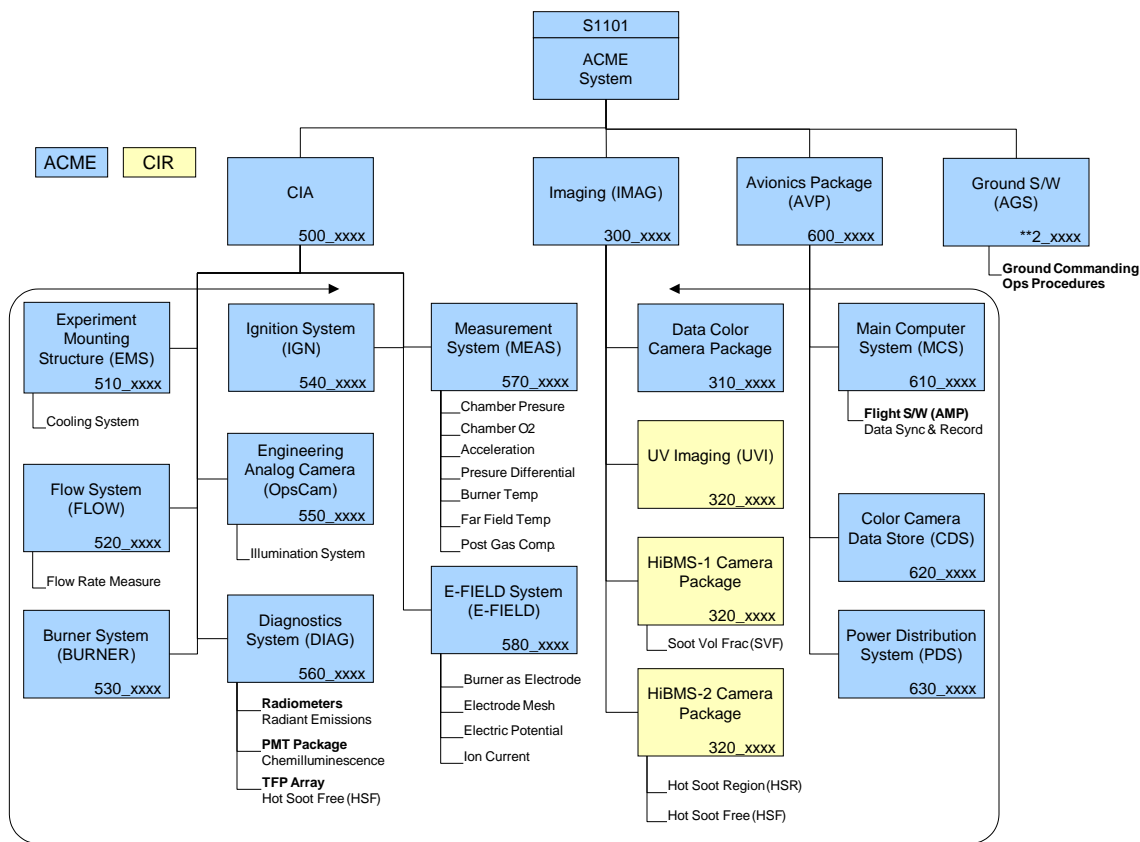 S1101
ACME
System
ACME
CIR
CIA
500_xxxx
Imaging (IMAG)
300_xxxx
Avionics Package
(AVP)
600_xxxx
Ground S/W
(AGS)
**2_xxxx
Ground Commanding
Ops Procedures
Experiment
Mounting
Structure (EMS)
510_xxxx
Cooling System
Flow System
(FLOW)
520_xxxx
Flow Rate Measure
Burner System
(BURNER)
530_xxxx
Ignition System
(IGN)
540_xxxx
Engineering
Analog Camera
(OpsCam)
550_xxxx
Illumination System
Diagnostics
System (DIAG)
560_xxxx
Radiometers
Radiant Emissions
PMT Package
Chemilluminescence
TFP Array
Hot Soot Free (HSF)
Measurement
System (MEAS)
570_xxxx
Chamber Presure
Chamber O2
Acceleration
Presure Differential
Burner Temp
Far Field Temp
Post Gas Comp.
E-FIELD System
(E-FIELD)
580_xxxx
Burner as Electrode
Electrode Mesh
Electric Potential
Ion Current
Data Color
Camera Package
310_xxxx
UV Imaging (UVI)
320_xxxx
HiBMS-1 Camera
Package
320_xxxx
Soot Vol Frac (SVF)
HiBMS-2 Camera
Package
320_xxxx
Hot Soot Region (HSR)
Hot Soot Free (HSF)
Main Computer
System (MCS)
610_xxxx
Flight S/W (AMP)
Data Sync & Record
Color Camera
Data Store (CDS)
620_xxxx
Power Distribution
System (PDS)
630_xxxx